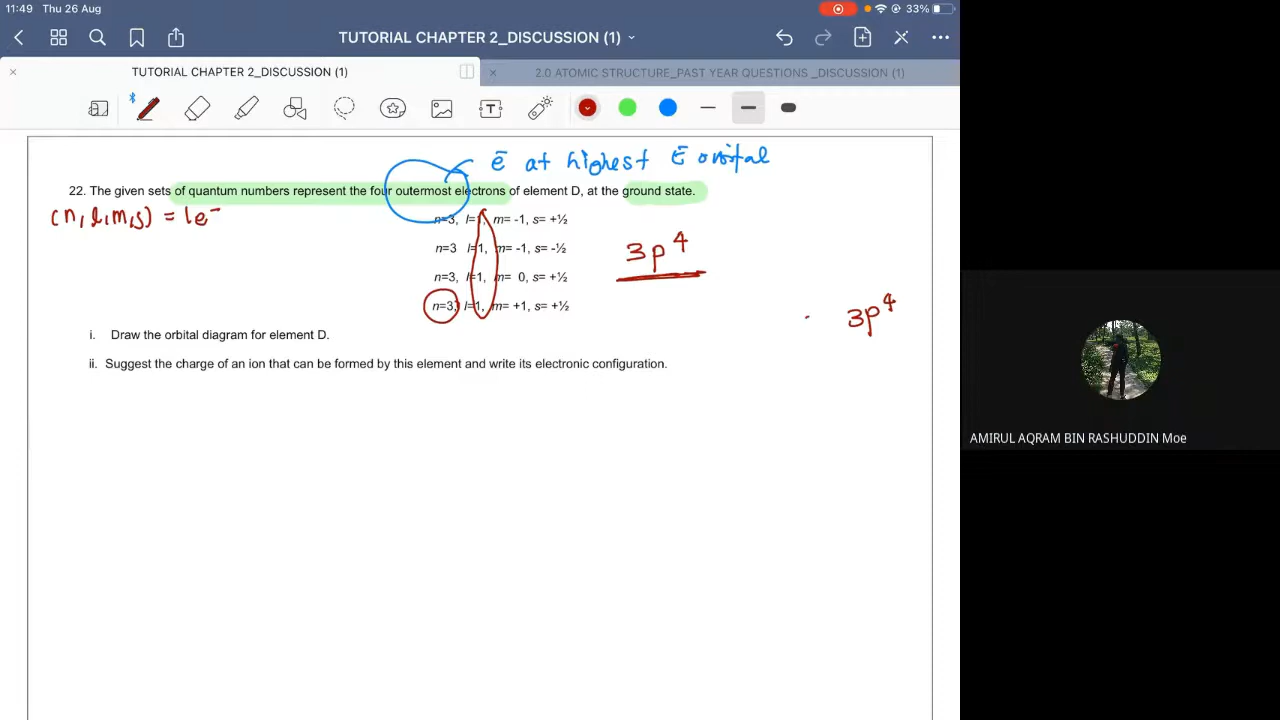 11:49 Thu 26 Aug
33%
TUTORIAL CHAPTER 2_DISCUSSION (1)
TUTORIAL CHAPTER 2_DISCUSSION (1)
2.0 ATOMIC STRUCTURE_PAST YEAR QUESTIONS _DISCUSSION (1)
T
ē at highest Ē orbital
22. The given sets of quantum numbers represent the four outermost electrons of element D, at the ground state.
(n, l, m, s) = 1e⁻
n=3, l=1, m= -1, s= +½
n=3 l=1, m= -1, s= -½
3p⁴
n=3, l=1, m= 0, s= +½
n=3, l=1, m= +1, s= +½
3p⁴
i. Draw the orbital diagram for element D.
ii. Suggest the charge of an ion that can be formed by this element and write its electronic configuration.
AMIRUL AQRAM BIN RASHUDDIN Moe